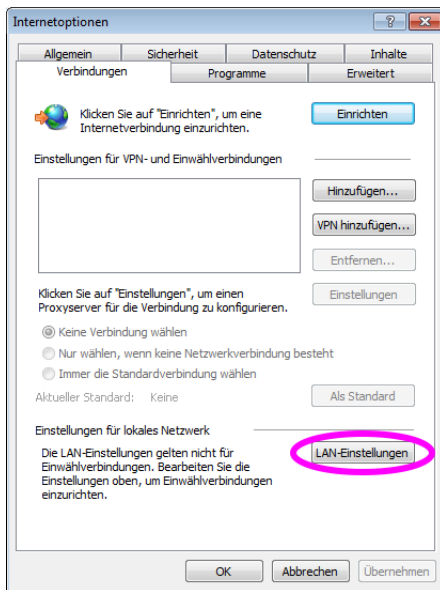 Internetoptionen
Allgemein Sicherheit Datenschutz Inhalte
Verbindungen Programme Erweitert
Klicken Sie auf "Einrichten", um eine
Internetverbindung einzurichten.
Einrichten
Einstellungen für VPN- und Einwählverbindungen
Hinzufügen...
VPN hinzufügen...
Entfernen...
Klicken Sie auf "Einstellungen", um einen
Proxyserver für die Verbindung zu konfigurieren.
Einstellungen
Keine Verbindung wählen
Nur wählen, wenn keine Netzwerkverbindung besteht
Immer die Standardverbindung wählen
Aktueller Standard: Keine
Als Standard
Einstellungen für lokales Netzwerk
Die LAN-Einstellungen gelten nicht für
Einwählverbindungen. Bearbeiten Sie die
Einstellungen oben, um Einwählverbindungen
einzurichten.
LAN-Einstellungen
OK Abbrechen Übernehmen